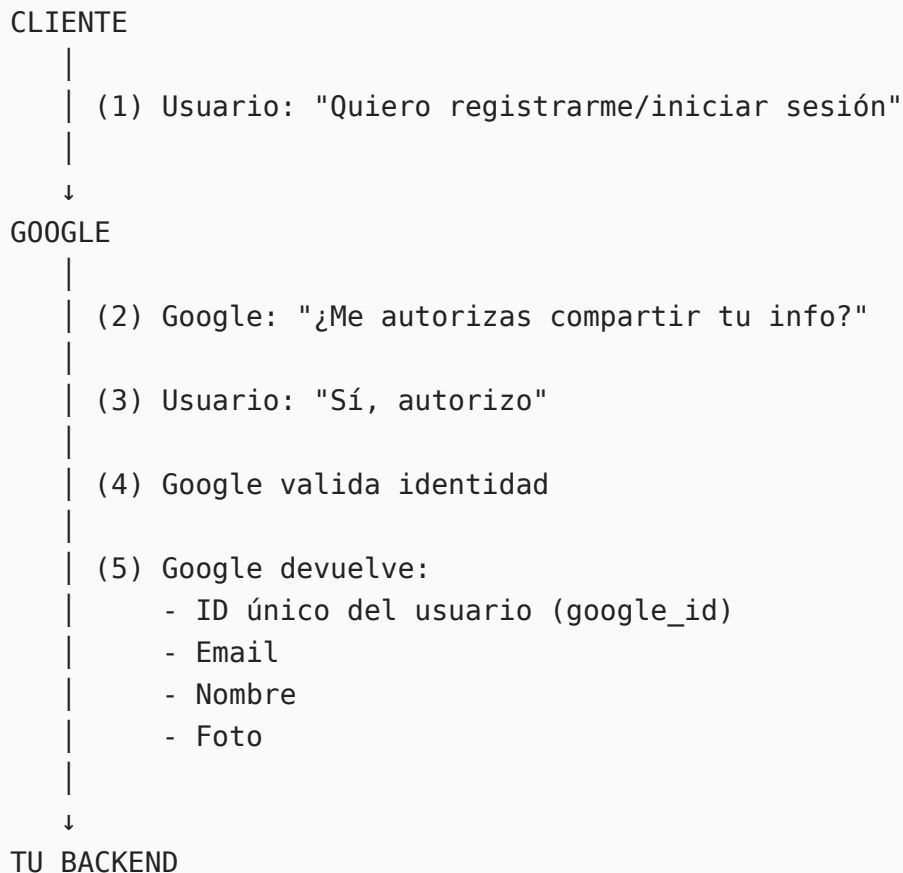 CLIENTE
│
│ (1) Usuario: "Quiero registrarme/iniciar sesión"
│
↓
GOOGLE
│
│ (2) Google: "¿Me autorizas compartir tu info?"
│
│ (3) Usuario: "Sí, autorizo"
│
│ (4) Google valida identidad
│
│ (5) Google devuelve:
│     - ID único del usuario (google_id)
│     - Email
│     - Nombre
│     - Foto
│
↓
TU BACKEND